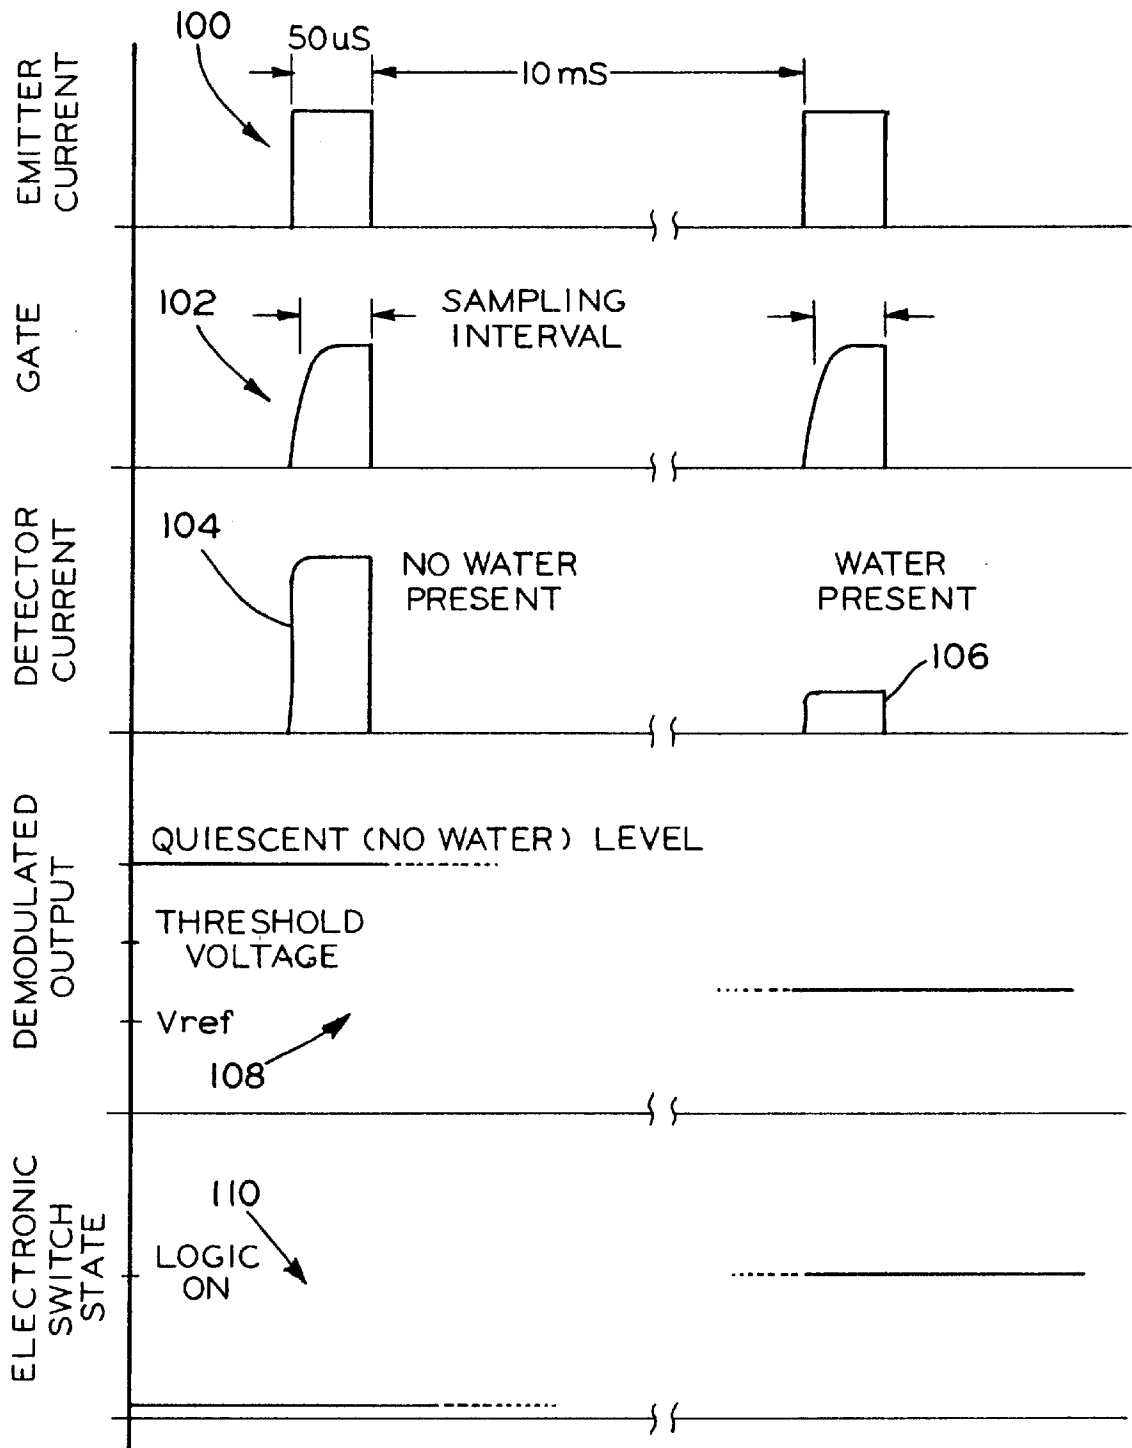 100
50uS
10mS
EMITTER
CURRENT
102
SAMPLING
INTERVAL
GATE
104
NO WATER
PRESENT
WATER
PRESENT
106
DETECTOR
CURRENT
QUIESCENT (NO WATER) LEVEL
THRESHOLD
VOLTAGE
Vref
108
DEMODULATED
OUTPUT
110
LOGIC
ON
ELECTRONIC
SWITCH
STATE